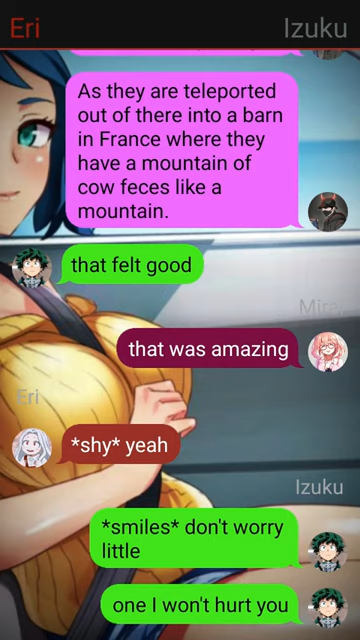 Eri
Izuku
As they are teleported
out of there into a barn
in France where they
have a mountain of
cow feces like a
mountain.
that felt good
that was amazing
Eri
*shy* yeah
Izuku
*smiles* don't worry
little
one I won't hurt you